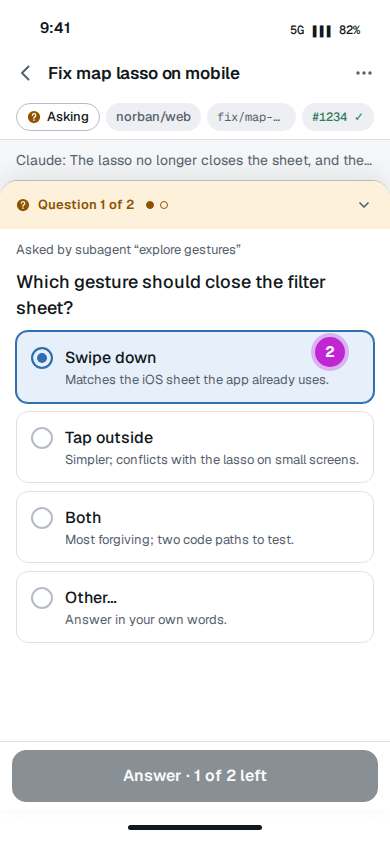 9:41
5G 82%
Fix map lasso on mobile
Asking
norban/web
fix/map-…
#1234 ✓
Claude: The lasso no longer closes the sheet, and the…
Question 1 of 2
Asked by subagent “explore gestures”
Which gesture should close the filter
sheet?
Swipe down
2
Matches the iOS sheet the app already uses.
Tap outside
Simpler; conflicts with the lasso on small screens.
Both
Most forgiving; two code paths to test.
Other…
Answer in your own words.
Answer · 1 of 2 left